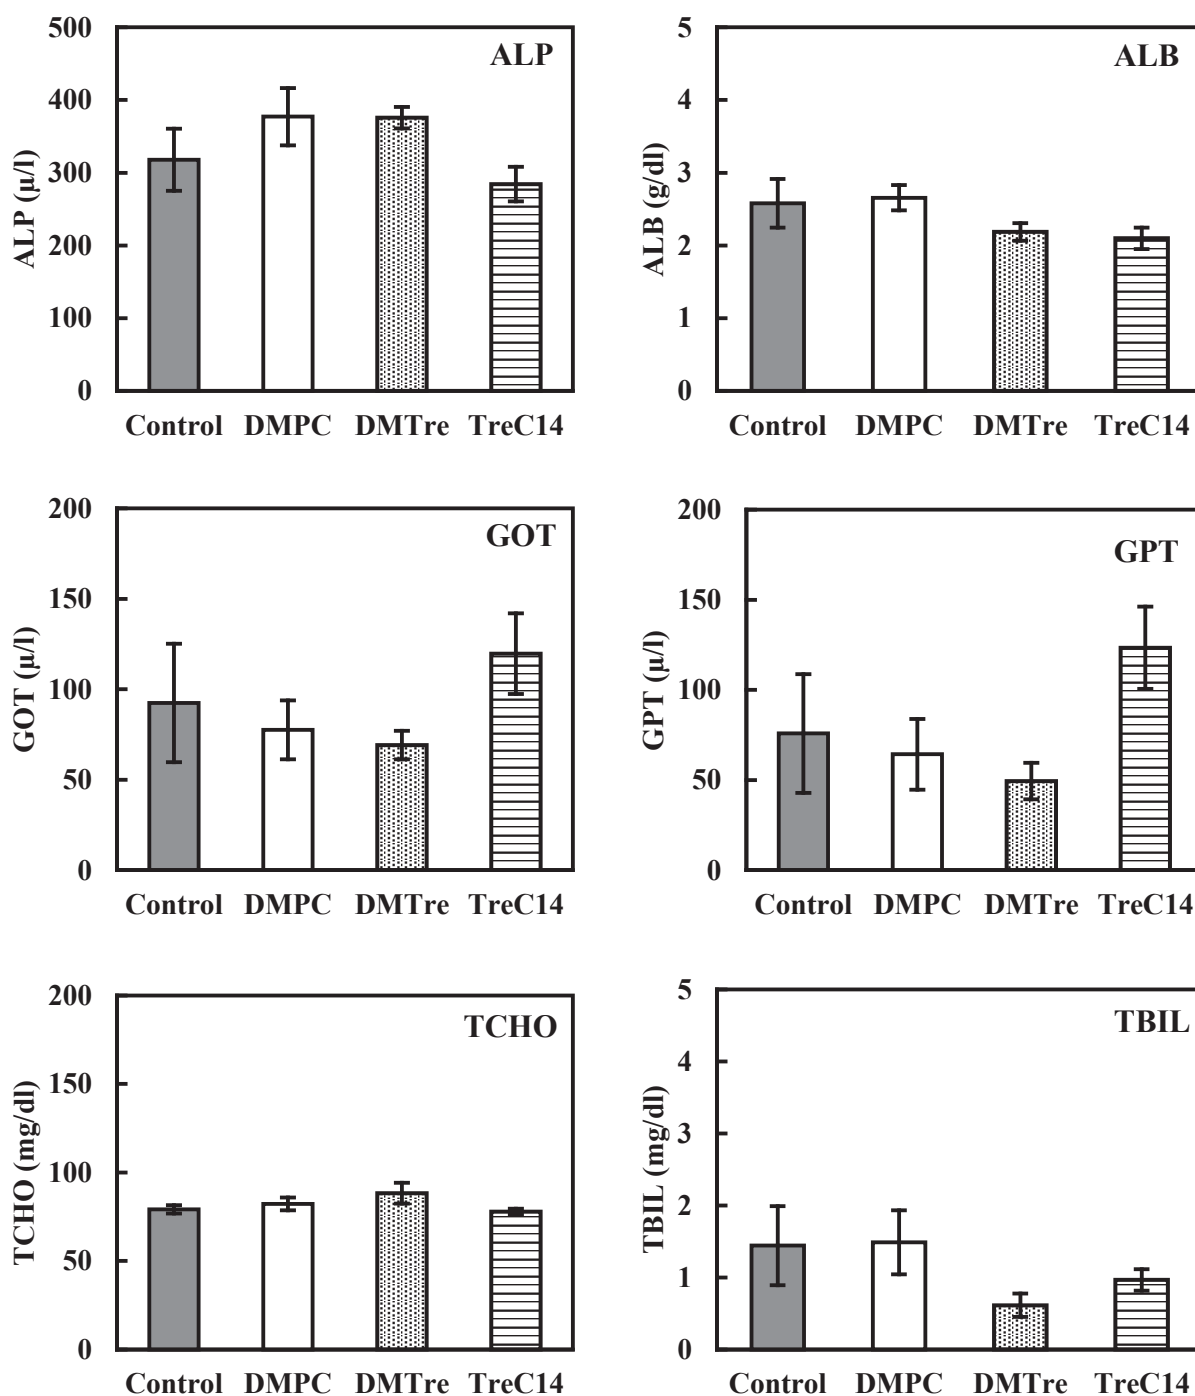 ALP
ALP (µ/l)
500
400
300
200
100
0
Control DMPC DMTre TreC14
ALB
ALB (g/dl)
5
4
3
2
1
0
Control DMPC DMTre TreC14
GOT
GOT (µ/l)
200
150
100
50
0
Control DMPC DMTre TreC14
GPT
GPT (µ/l)
200
150
100
50
0
Control DMPC DMTre TreC14
TCHO
TCHO (mg/dl)
200
150
100
50
0
Control DMPC DMTre TreC14
TBIL
TBIL (mg/dl)
5
4
3
2
1
0
Control DMPC DMTre TreC14